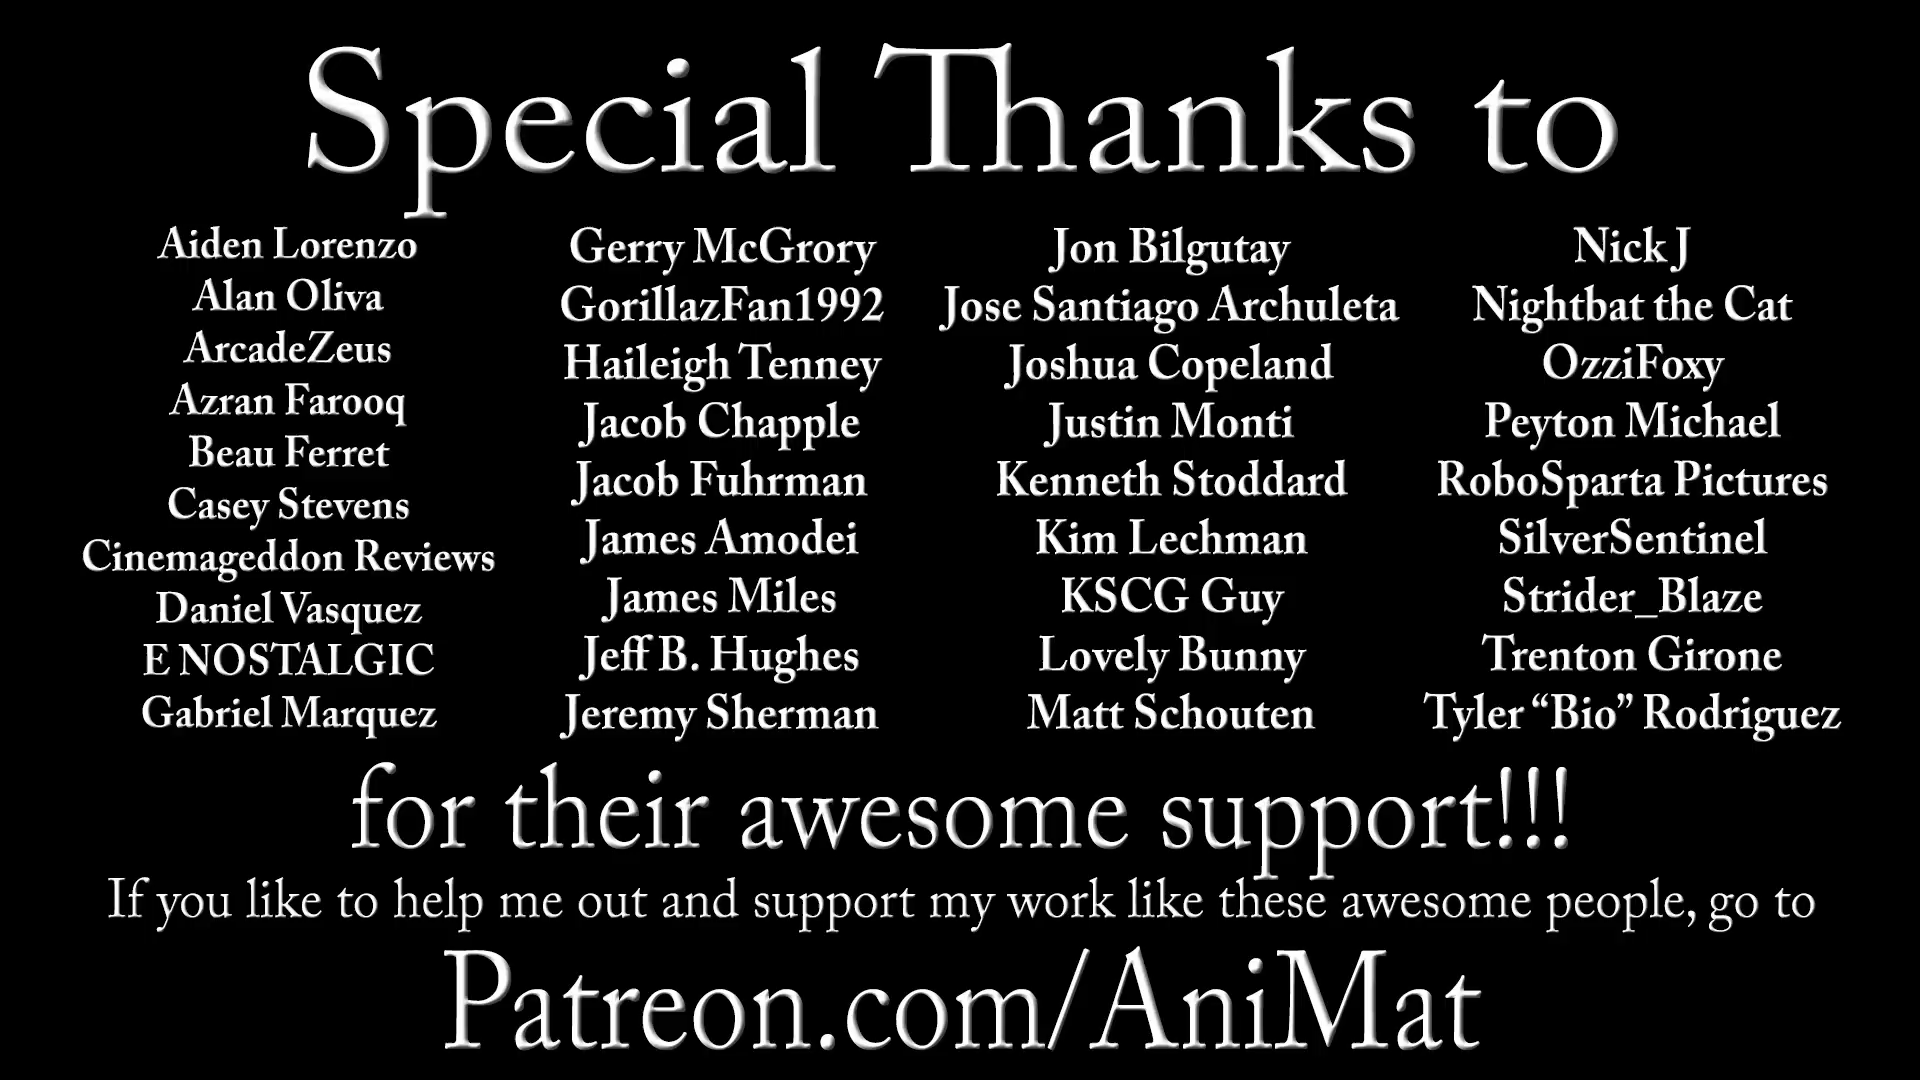 Special Thanks to
Aiden Lorenzo
Alan Oliva
ArcadeZeus
Azran Farooq
Beau Ferret
Casey Stevens
Cinemageddon Reviews
Daniel Vasquez
E NOSTALGIC
Gabriel Marquez
Gerry McGrory
GorillazFan1992
Haileigh Tenney
Jacob Chapple
Jacob Fuhrman
James Amodei
James Miles
Jeff B. Hughes
Jeremy Sherman
Jon Bilgutay
Jose Santiago Archuleta
Joshua Copeland
Justin Monti
Kenneth Stoddard
Kim Lechman
KSCG Guy
Lovely Bunny
Matt Schouten
Nick J
Nightbat the Cat
OzziFoxy
Peyton Michael
RoboSparta Pictures
SilverSentinel
Strider_Blaze
Trenton Girone
Tyler “Bio” Rodriguez
for their awesome support!!!
If you like to help me out and support my work like these awesome people, go to
Patreon.com/AniMat